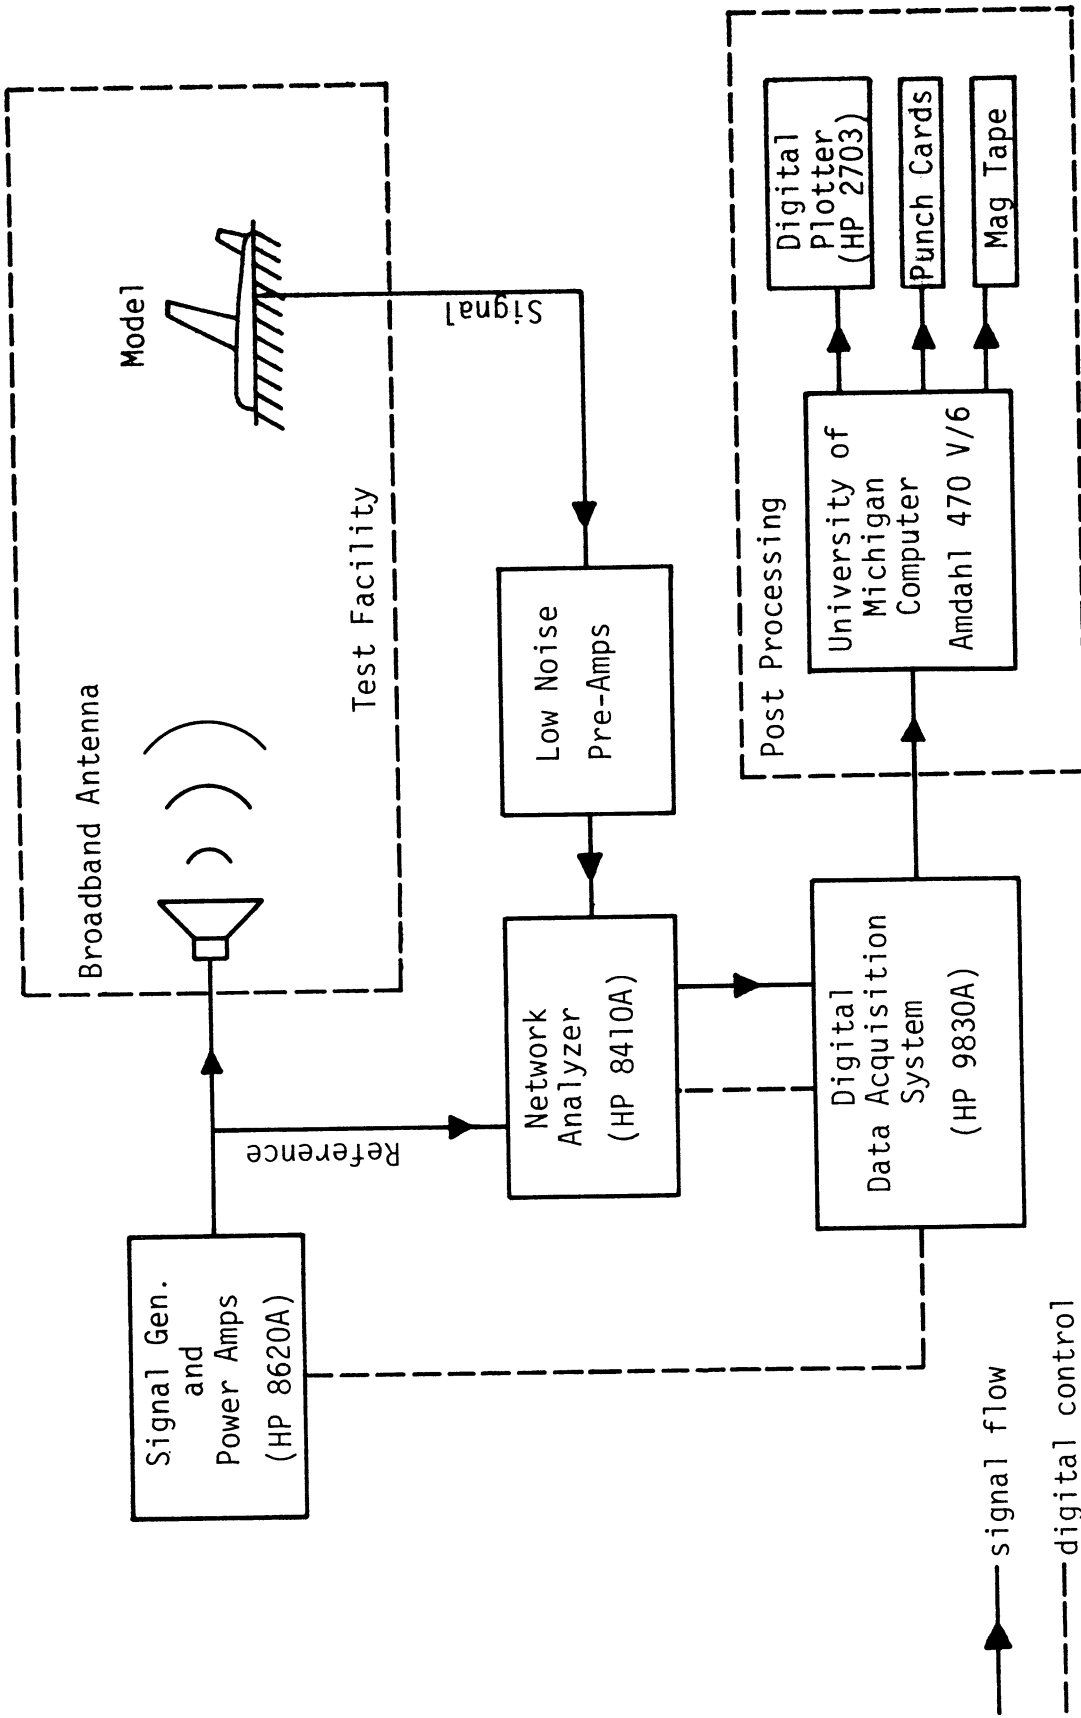 Broadband Antenna
Model
Test Facility
Signal Gen.
and
Power Amps
(HP 8620A)
Reference
Signal
Network
Analyzer
(HP 8410A)
Low Noise
Pre-Amps
Digital
Data Acquisition
System
(HP 9830A)
Post Processing
University of
Michigan
Computer
Amdahl 470 V/6
Digital
Plotter
(HP 2703)
Punch Cards
Mag Tape
signal flow
digital control